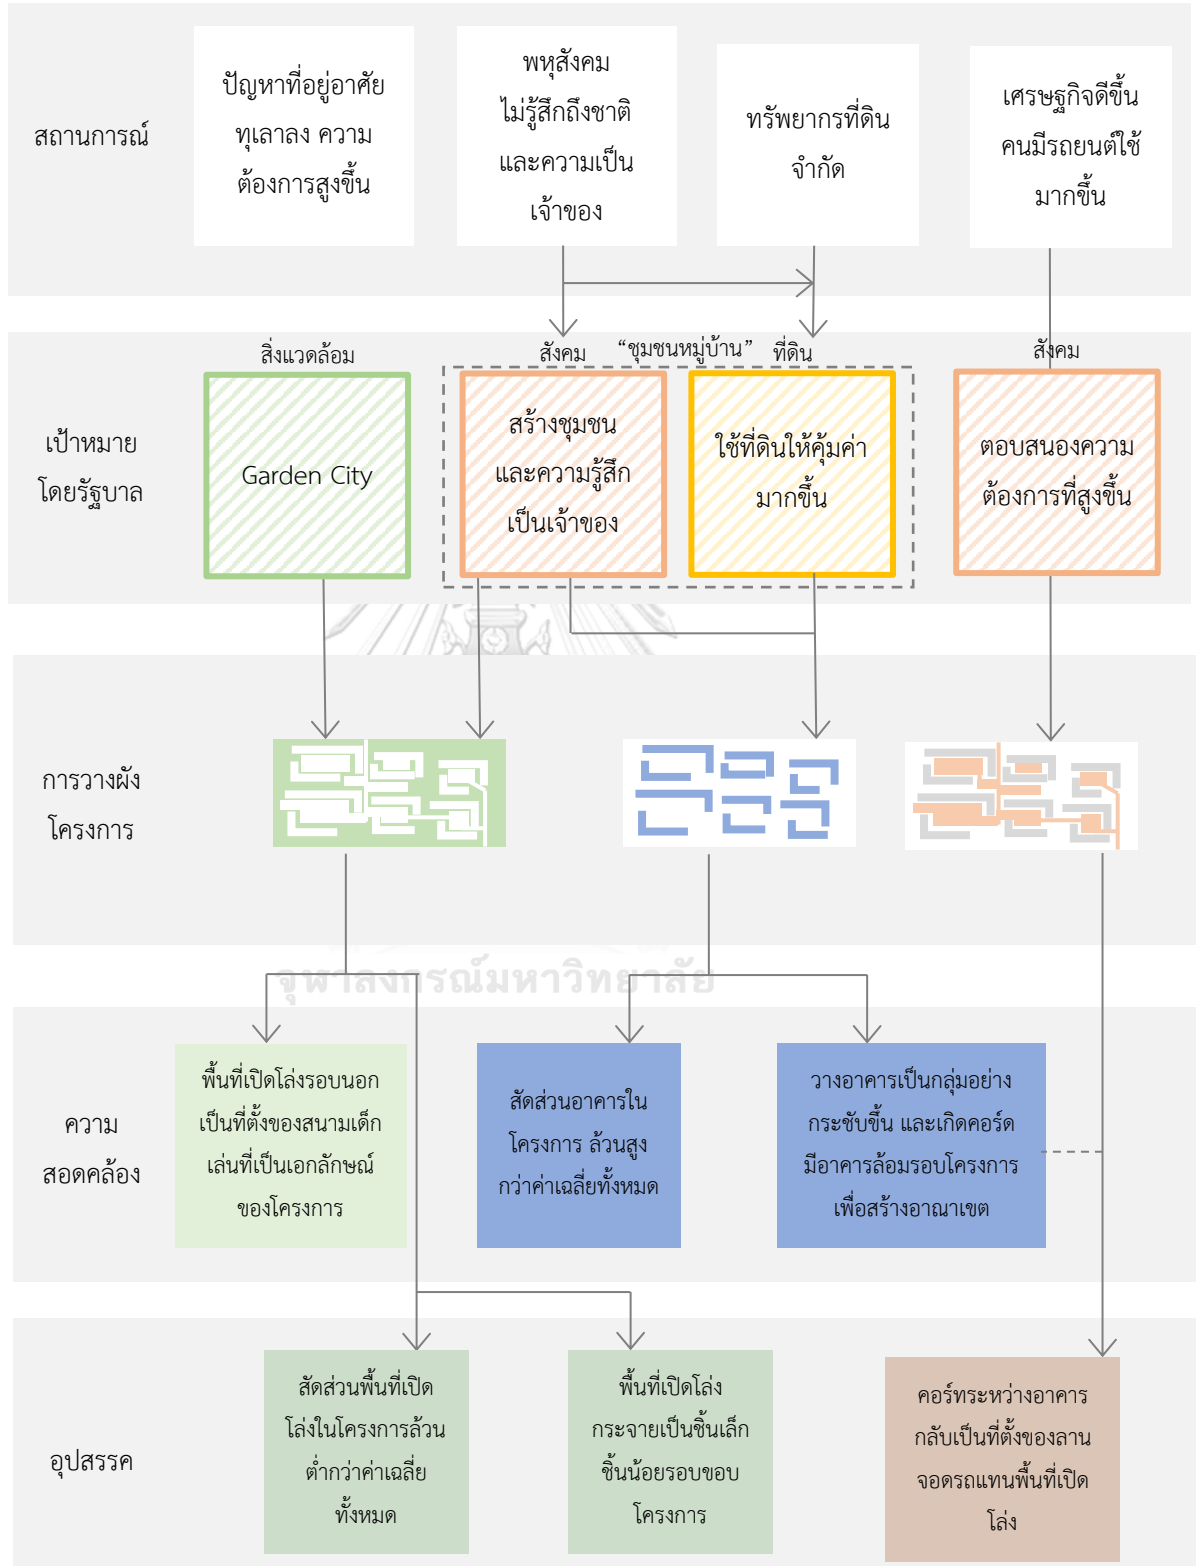 สถานการณ์
ปัญหาที่อยู่อาศัย
ทุเลาลง ความ
ต้องการสูงขึ้น
พหุสังคม
ไม่รู้สึกถึงชาติ
และความเป็น
เจ้าของ
ทรัพยากรที่ดิน
จำกัด
เศรษฐกิจดีขึ้น
คนมีรถยนต์ใช้
มากขึ้น
เป้าหมาย
โดยรัฐบาล
สิ่งแวดล้อม
Garden City
สังคม
“ชุมชนหมู่บ้าน”
ที่ดิน
สร้างชุมชน
และความรู้สึก
เป็นเจ้าของ
ใช้ที่ดินให้คุ้มค่า
มากขึ้น
สังคม
ตอบสนองความ
ต้องการที่สูงขึ้น
การวางผัง
โครงการ
จุฬาลงกรณ์มหาวิทยาลัย
ความ
สอดคล้อง
พื้นที่เปิดโล่งรอบนอก
เป็นที่ตั้งของสนามเด็ก
เล่นที่เป็นเอกลักษณ์
ของโครงการ
สัดส่วนอาคารใน
โครงการ ล้วนสูง
กว่าค่าเฉลี่ยทั้งหมด
วางอาคารเป็นกลุ่มอย่าง
กระชับขึ้น และเกิดคอร์ด
มีอาคารล้อมรอบโครงการ
เพื่อสร้างอาณาเขต
อุปสรรค
สัดส่วนพื้นที่เปิด
โล่งในโครงการล้วน
ต่ำกว่าค่าเฉลี่ย
ทั้งหมด
พื้นที่เปิดโล่ง
กระจายเป็นชิ้นเล็ก
ชิ้นน้อยรอบขอบ
โครงการ
คอร์ทระหว่างอาคาร
กลับเป็นที่ตั้งของลาน
จอดรถแทนพื้นที่เปิด
โล่ง